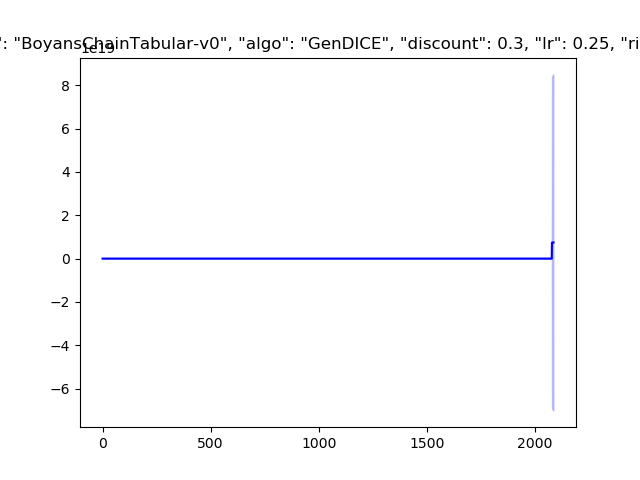 ": "BoyansChainTabular-v0", "algo": "GenDICE", "discount": 0.3, "lr": 0.25, "ri
1e19
8
6
4
2
0
−2
−4
−6
0 500 1000 1500 2000